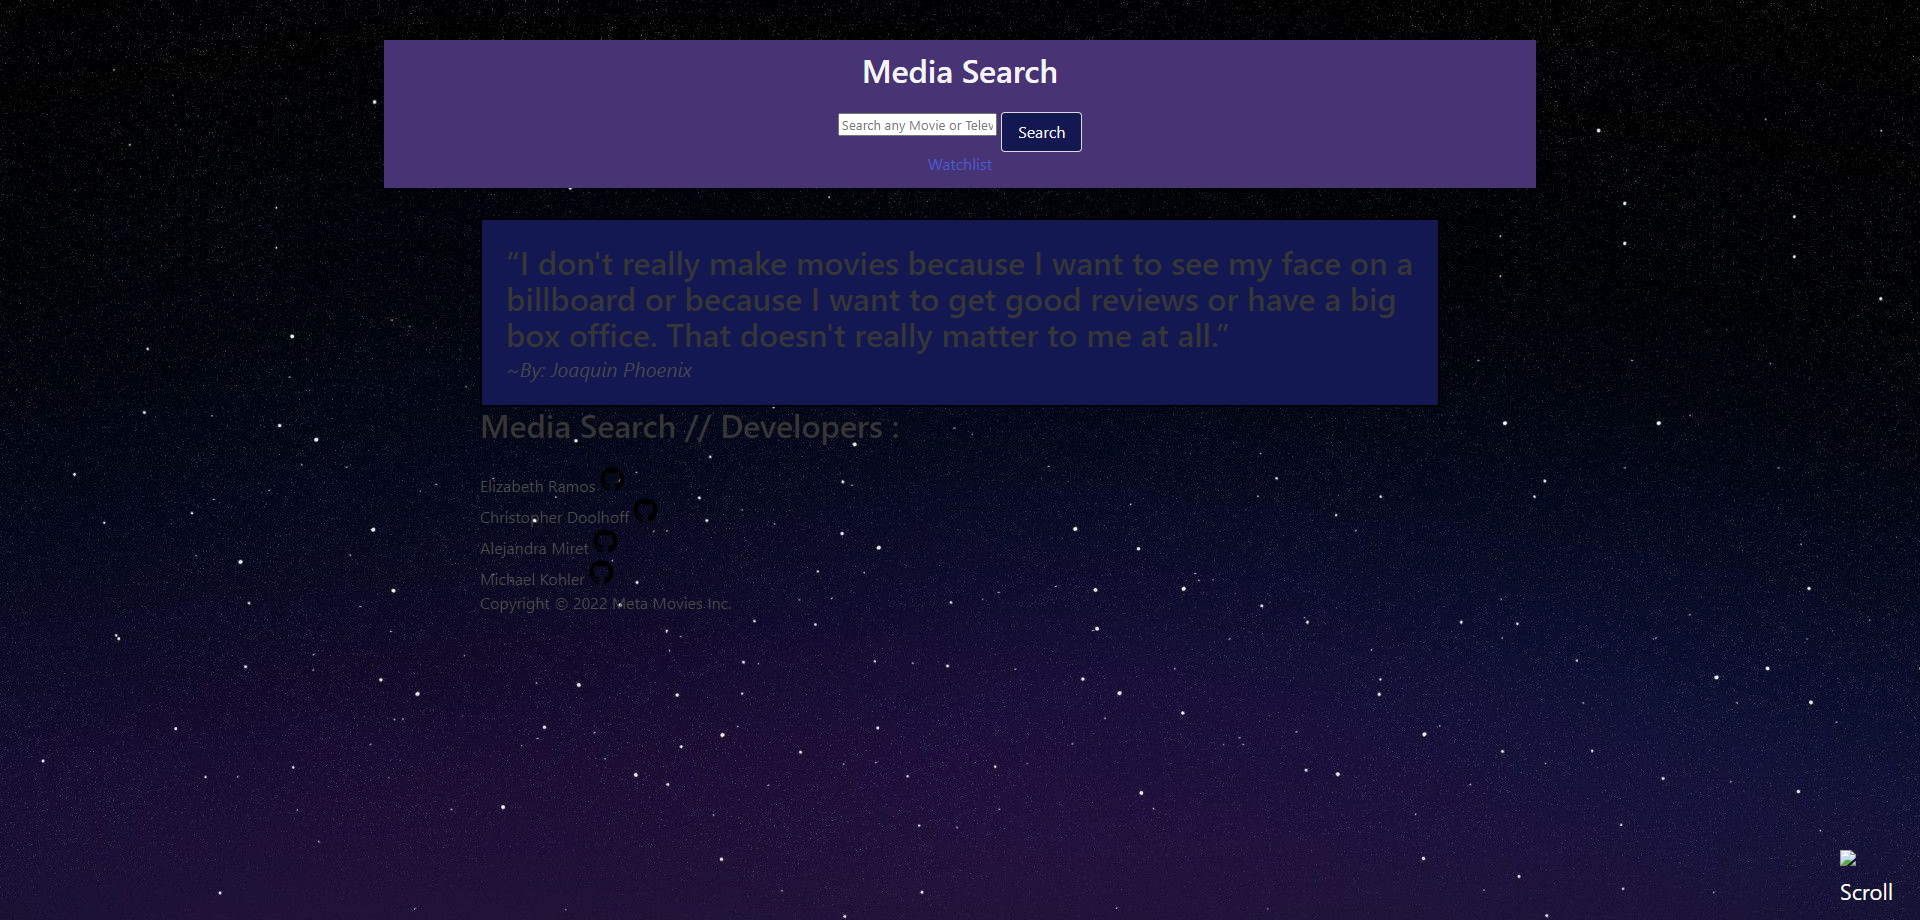 Media Search
Search any Movie or Telev
Search
Watchlist
“I don't really make movies because I want to see my face on a
billboard or because I want to get good reviews or have a big
box office. That doesn't really matter to me at all.”
~By: Joaquin Phoenix
Media Search // Developers :
Elizabeth Ramos
Christopher Doolhoff
Alejandra Miret
Michael Kohler
Copyright © 2022 Meta Movies Inc.
Scroll